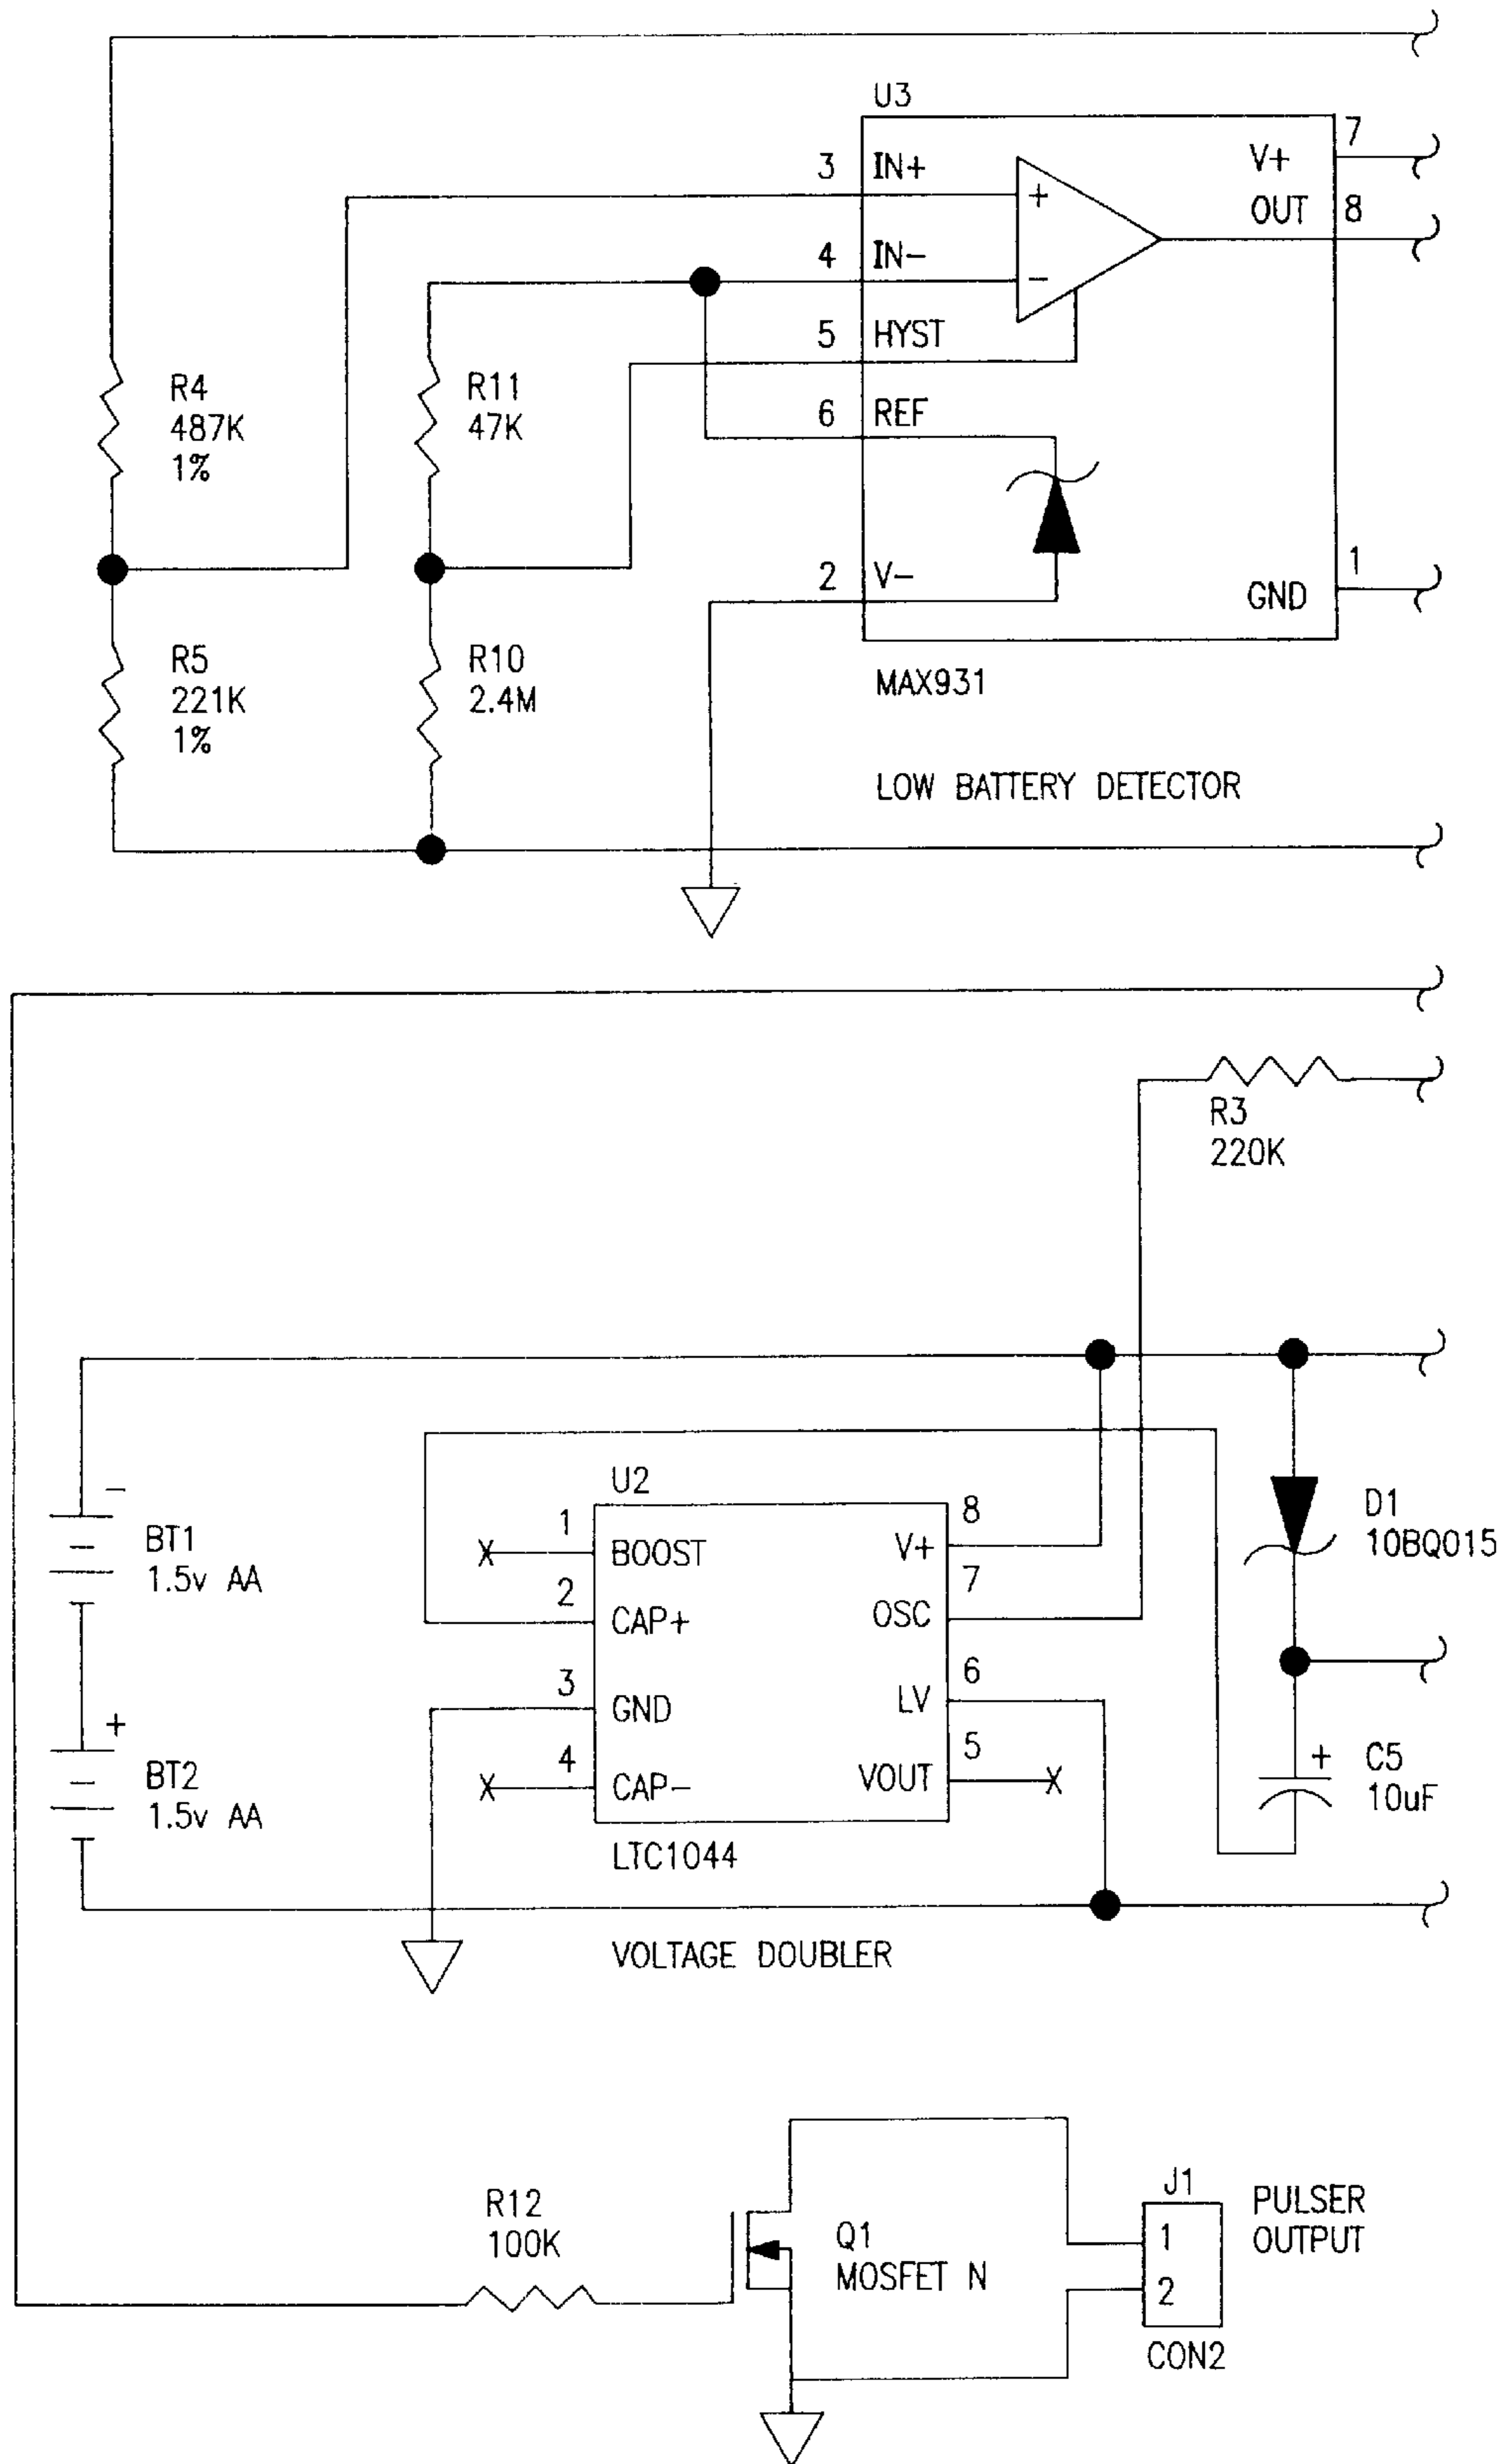 U3
7
3 IN+ V+
+
OUT 8
4 IN-
-
5 HYST
R4
487K
1%
R11
47K
6 REF
2 V-
1
GND
R5
221K
1%
R10
2.4M
MAX931
LOW BATTERY DETECTOR
R3
220K
U2
-
BT1
1.5v AA
1 BOOST
8
V+
D1
10BQ015
2 CAP+
7
OSC
3 GND
6
LV
+
BT2
1.5v AA
4 CAP-
5
VOUT
+
C5
10uF
X
X
X
LTC1044
VOLTAGE DOUBLER
R12
100K
Q1
MOSFET N
J1
1
2
PULSER
OUTPUT
CON2